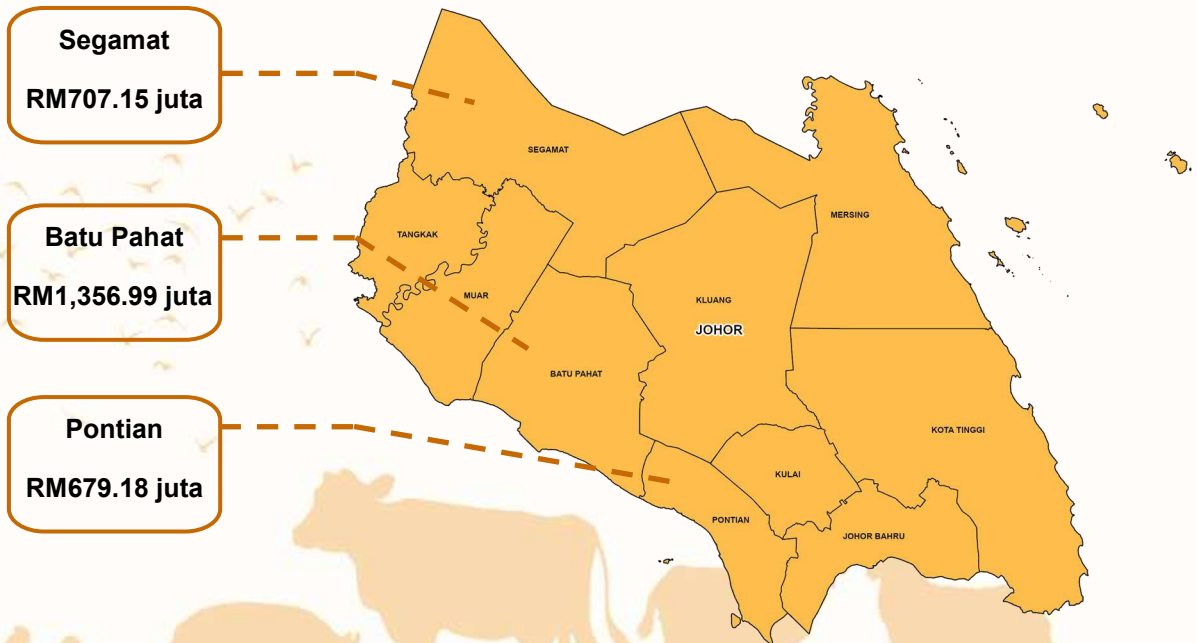 Segamat
RM707.15 juta
Batu Pahat
RM1,356.99 juta
Pontian
RM679.18 juta
SEGAMAT
MERSING
TANGKAK
MUAR
KLUANG
JOHOR
BATU PAHAT
KOTA TINGGI
KULAI
PONTIAN
JOHOR BAHRU